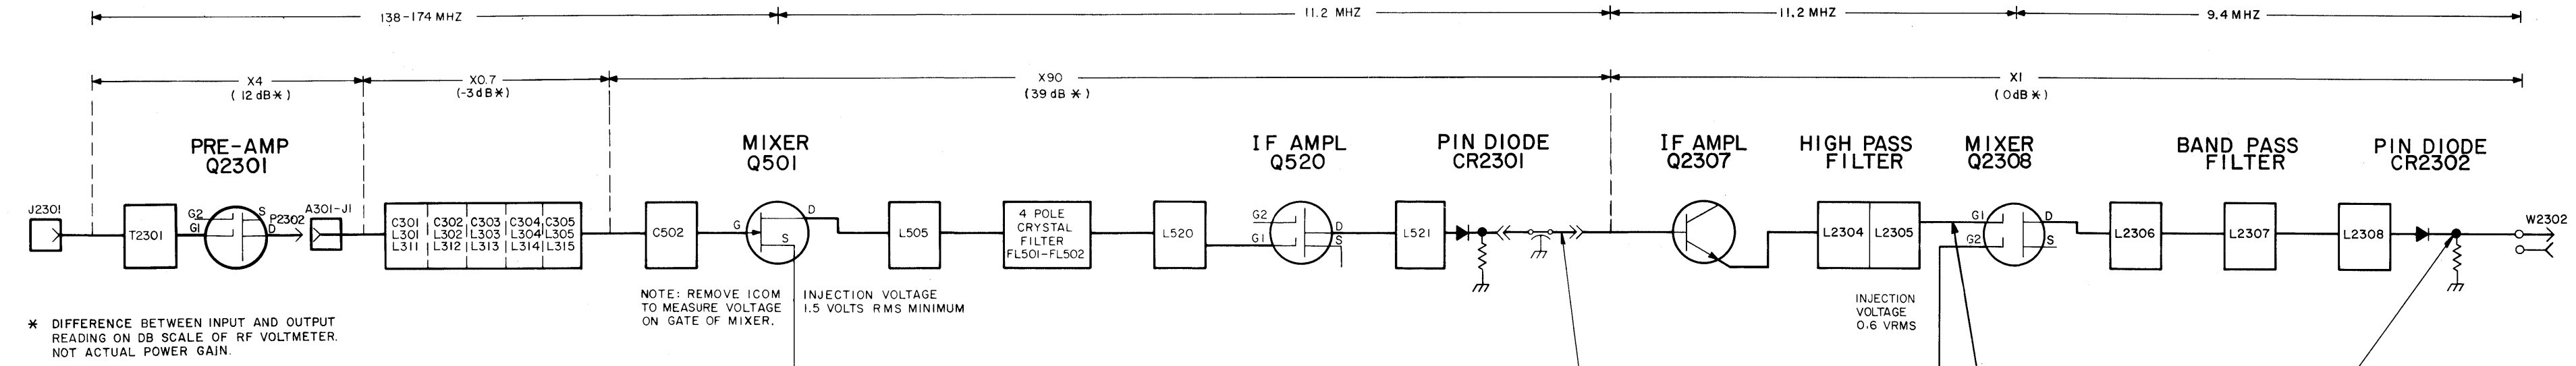 138-174 MHZ
11.2 MHZ
11.2 MHZ
9.4 MHZ
X4
(12 dB*)
X0.7
(-3dB*)
X90
(39 dB *)
X1
(0dB*)
PRE-AMP
Q2301
MIXER
Q501
IF AMPL
Q520
PIN DIODE
CR2301
IF AMPL
Q2307
HIGH PASS
FILTER
MIXER
Q2308
BAND PASS
FILTER
PIN DIODE
CR2302
J2301
T2301
G2
G1
S
D
P2302
A301-J1
C301
L301
L311
C302
L302
L312
C303
L303
L313
C304
L304
L314
C305
L305
L315
C502
G
D
S
L505
4 POLE
CRYSTAL
FILTER
FL501-FL502
L520
G2
G1
D
S
L521
L2304
L2305
G1
G2
D
S
L2306
L2307
L2308
W2302
NOTE: REMOVE ICOM
TO MEASURE VOLTAGE
ON GATE OF MIXER.
INJECTION VOLTAGE
1.5 VOLTS RMS MINIMUM
INJECTION
VOLTAGE
0.6 VRMS
* DIFFERENCE BETWEEN INPUT AND OUTPUT
READING ON DB SCALE OF RF VOLTMETER.
NOT ACTUAL POWER GAIN.